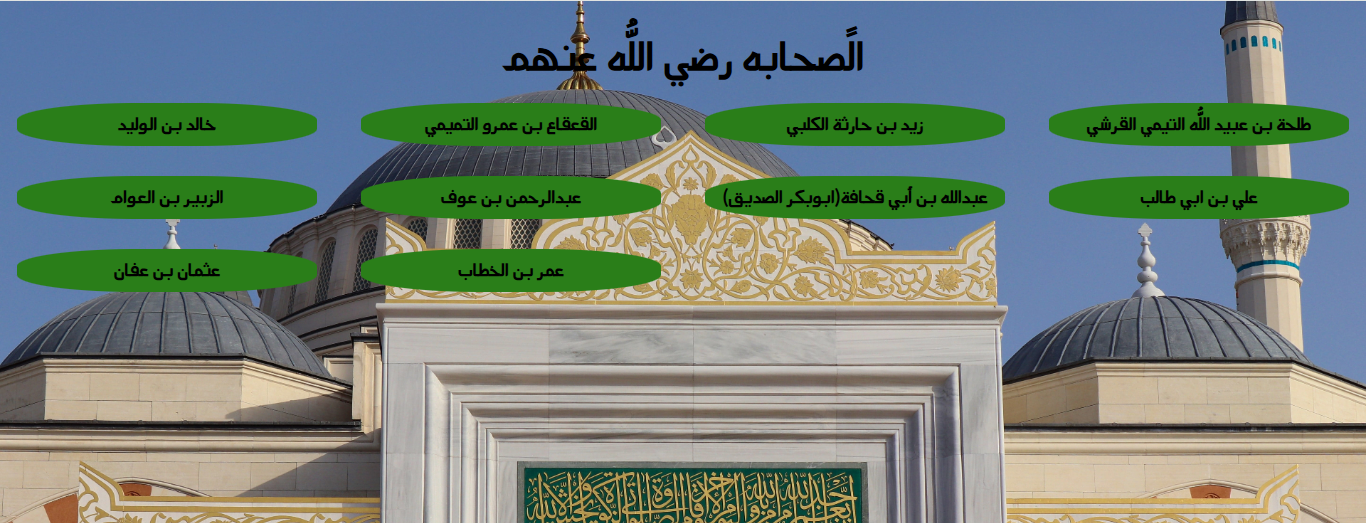 الًصحابه رضي اللُّه عنهم
طلحة بن عبيد اللُّه التيمي القرشي
زيد بن حارثة الكلبي
القعقاع بن عمرو التميمي
خالد بن الوليد
علي بن ابي طالب
عبدالله بن أبي قحافة(ابوبكر الصديق)
عبدالرحمن بن عوف
الزبير بن العوام
عمر بن الخطاب
عثمان بن عفان